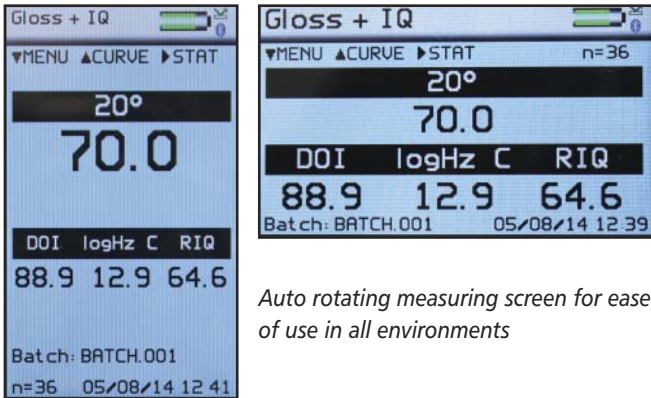 Gloss + IQ
▼MENU ▲CURVE ▶STAT
20°
70.0
DOI logHz C RIQ
88.9 12.9 64.6
Batch: BATCH.001
n=36 05/08/14 12 41
Gloss + IQ
▼MENU ▲CURVE ▶STAT n=36
20°
70.0
DOI logHz C RIQ
88.9 12.9 64.6
Batch: BATCH.001 05/08/14 12:39
Auto rotating measuring screen for ease
of use in all environments